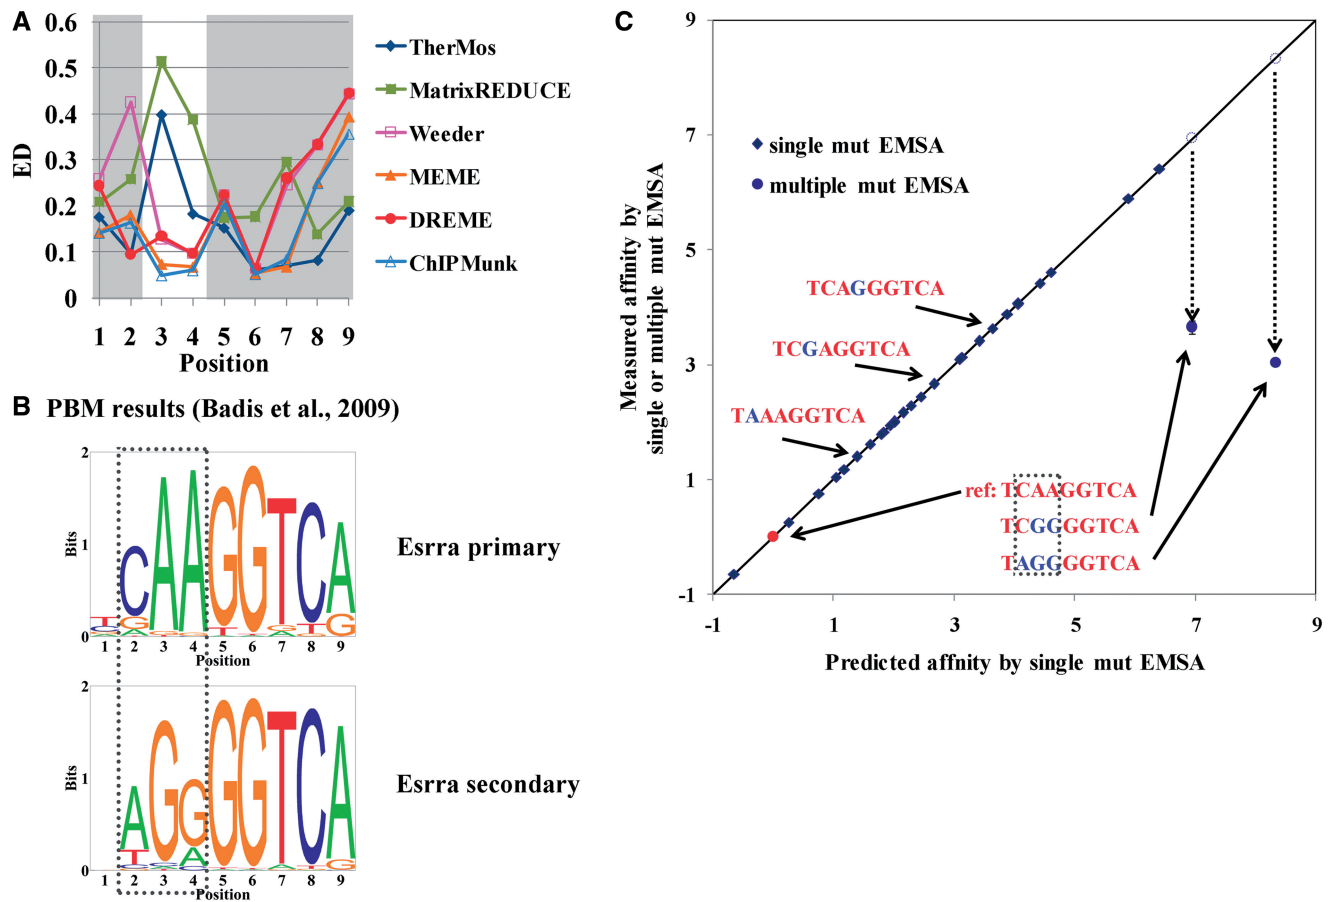 A
0.6
0.5
0.4
0.3
0.2
0.1
0
ED
1 2 3 4 5 6 7 8 9
Position
TherMos
MatrixREDUCE
Weeder
MEME
DREME
ChIPMunk
B PBM results (Badis et al., 2009)
2
1
0
Bits
T C A A G G T C A
1 2 3 4 5 6 7 8 9
Position
Esrra primary
2
1
0
Bits
A G G G G T C A
1 2 3 4 5 6 7 8 9
Position
Esrra secondary
C
9
7
5
3
1
-1
Measured affinity by
single or multiple mut EMSA
single mut EMSA
multiple mut EMSA
TCAGGGTCA
TCGAGGTCA
TAAAGGTCA
ref: TCAAGGTCA
TCGGGGTCA
TAGGGGTCA
-1 1 3 5 7 9
Predicted affnity by single mut EMSA